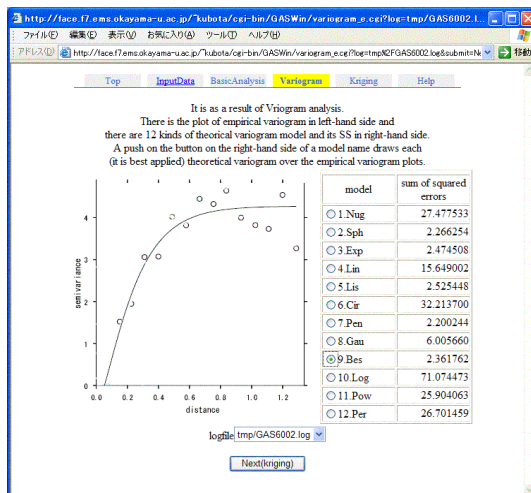 http://face.f7.ems.okayama-u.ac.jp/~kubota/cgi-bin/GASWin/variogram_e.cgi?log=tmp/GAS6002.l...
ファイル(F) 編集(E) 表示(V) お気に入り(A) ツール(T) ヘルプ(H)
アドレス(D) http://face.f7.ems.okayama-u.ac.jp/~kubota/cgi-bin/GASWin/variogram_e.cgi?log=tmp%2FGAS6002.log&submit=Ne 移動
Top InputData BasicAnalysis Variogram Kriging Help
It is as a result of Vriogram analysis.
There is the plot of empirical variogram in left-hand side and
there are 12 kinds of theorical variogram model and its SS in right-hand side.
A push on the button on the right-hand side of a model name draws each
(it is best applied) theoretical variogram over the empirical variogram plots.
semivariance
4
3
2
1
0
0.0 0.2 0.4 0.6 0.8 1.0 1.2
distance
model sum of squared
errors
1.Nug 27.477533
2.Sph 2.266254
3.Exp 2.474508
4.Lin 15.649002
5.Lis 2.525448
6.Cir 32.213700
7.Pen 2.200244
8.Gau 6.005660
9.Bes 2.361762
10.Log 71.074473
11.Pow 25.904063
12.Per 26.701459
logfile tmp/GAS6002.log
Next(kriging)